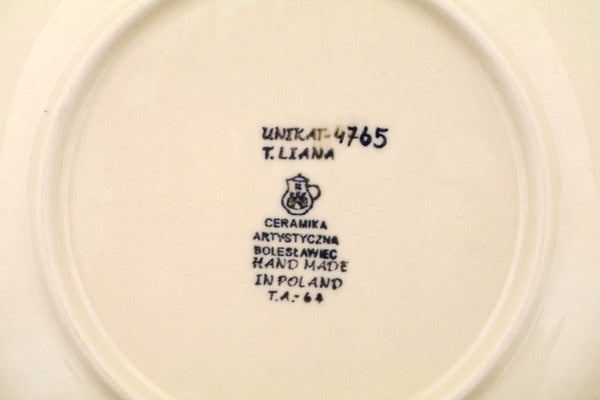 UNIKAT-4765
T. LIANA
CERAMIKA
ARTYSTYCZNA
BOLESŁAWIEC
HAND MADE
IN POLAND
T.A.-64